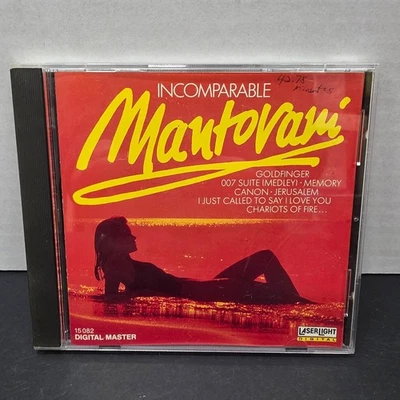 INCOMPARABLE
Mantovani
GOLDFINGER
007 SUITE (MEDLEY) · MEMORY
CANON · JERUSALEM
I JUST CALLED TO SAY I LOVE YOU
CHARIOTS OF FIRE...
15 082
DIGITAL MASTER
LASERLIGHT
DIGITAL